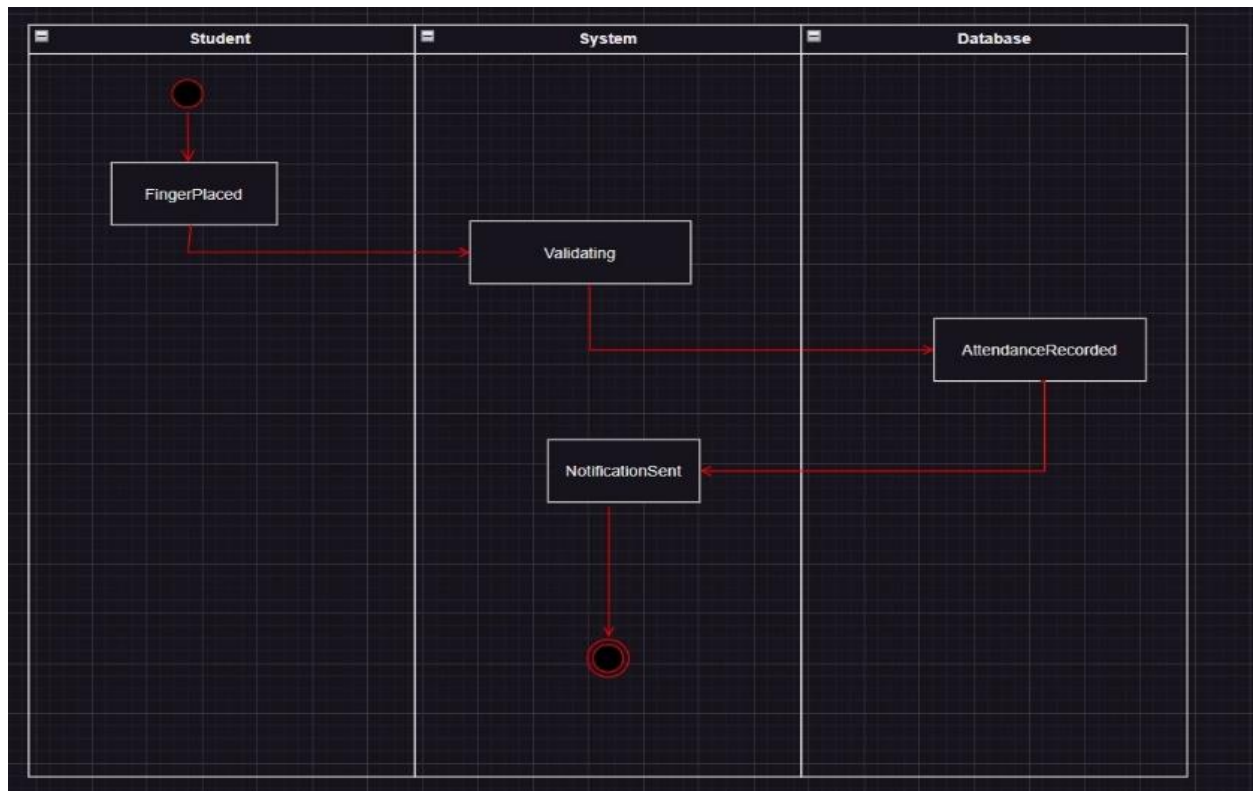 Student
System
Database
FingerPlaced
Validating
AttendanceRecorded
NotificationSent